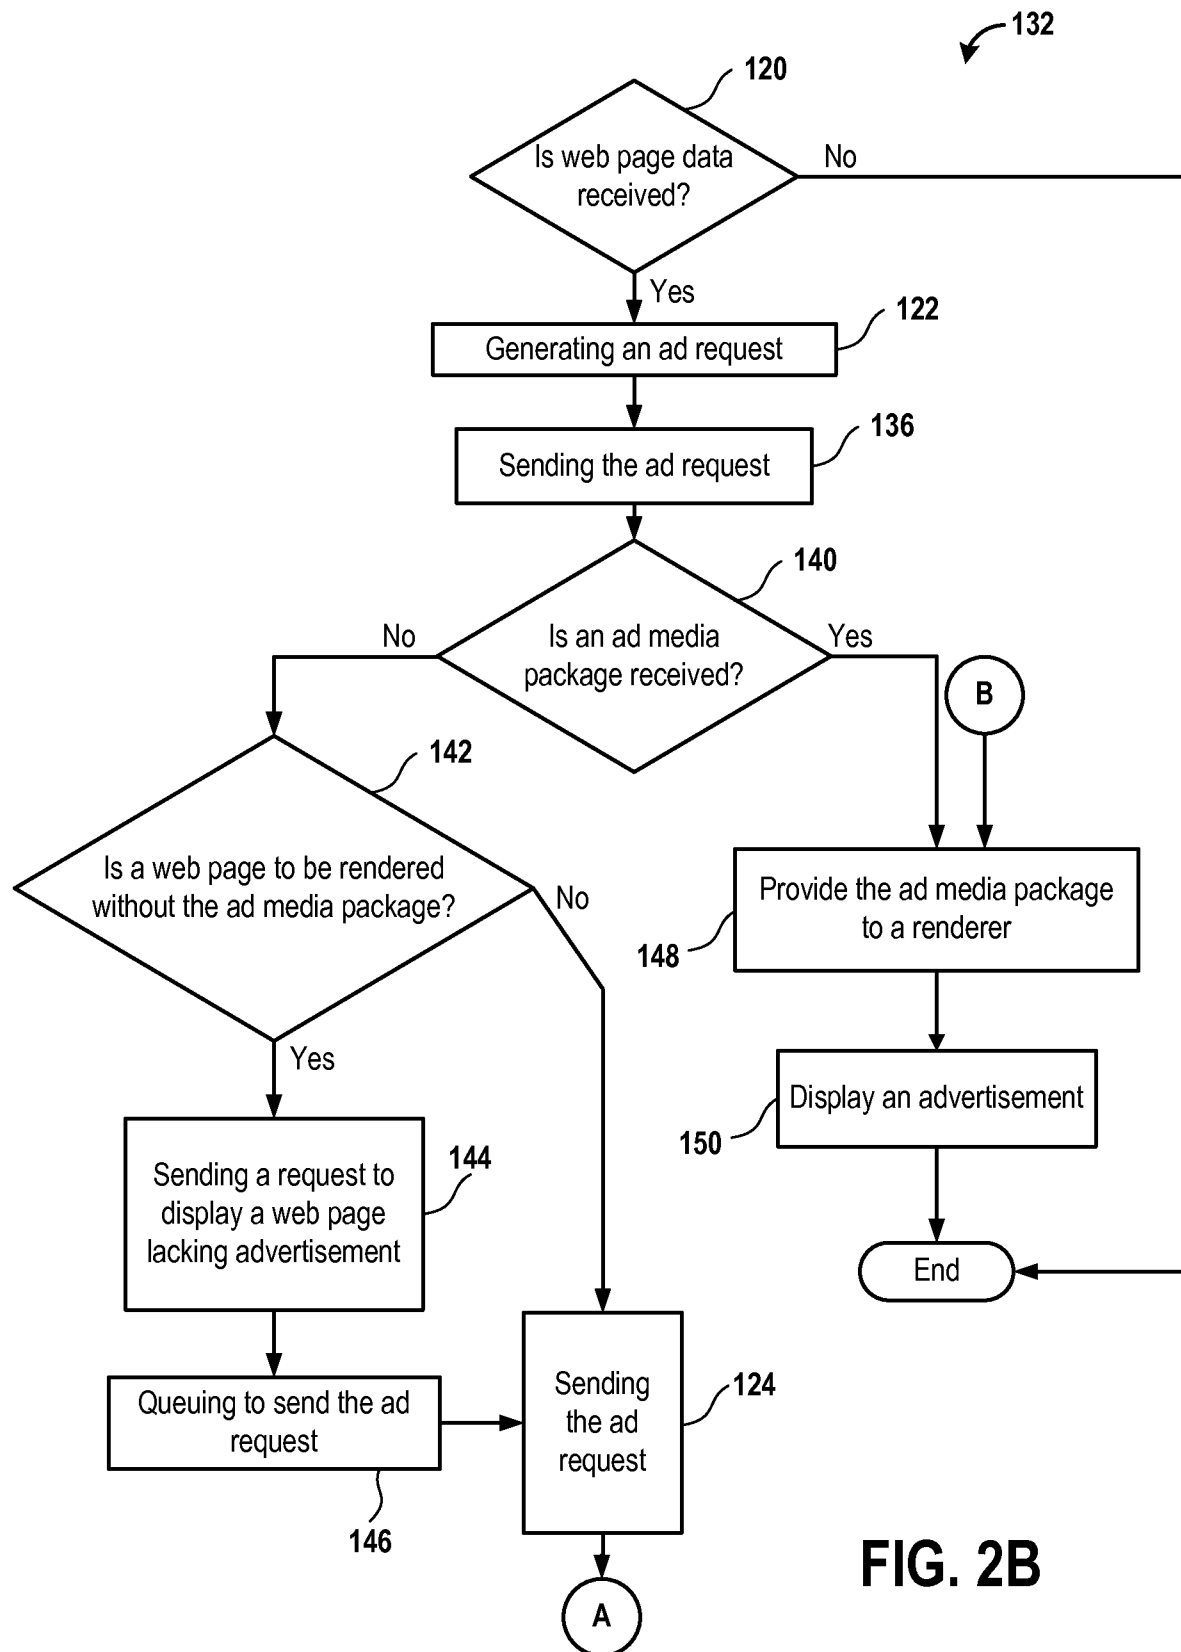 132
120
Is web page data
received?
No
Yes
122
Generating an ad request
136
Sending the ad request
140
No
Is an ad media
package received?
Yes
B
142
Is a web page to be rendered
without the ad media package?
No
Provide the ad media package
to a renderer
148
Yes
Display an advertisement
150
144
Sending a request to
display a web page
lacking advertisement
End
Queuing to send the ad
request
146
Sending
the ad
request
124
A
FIG. 2B